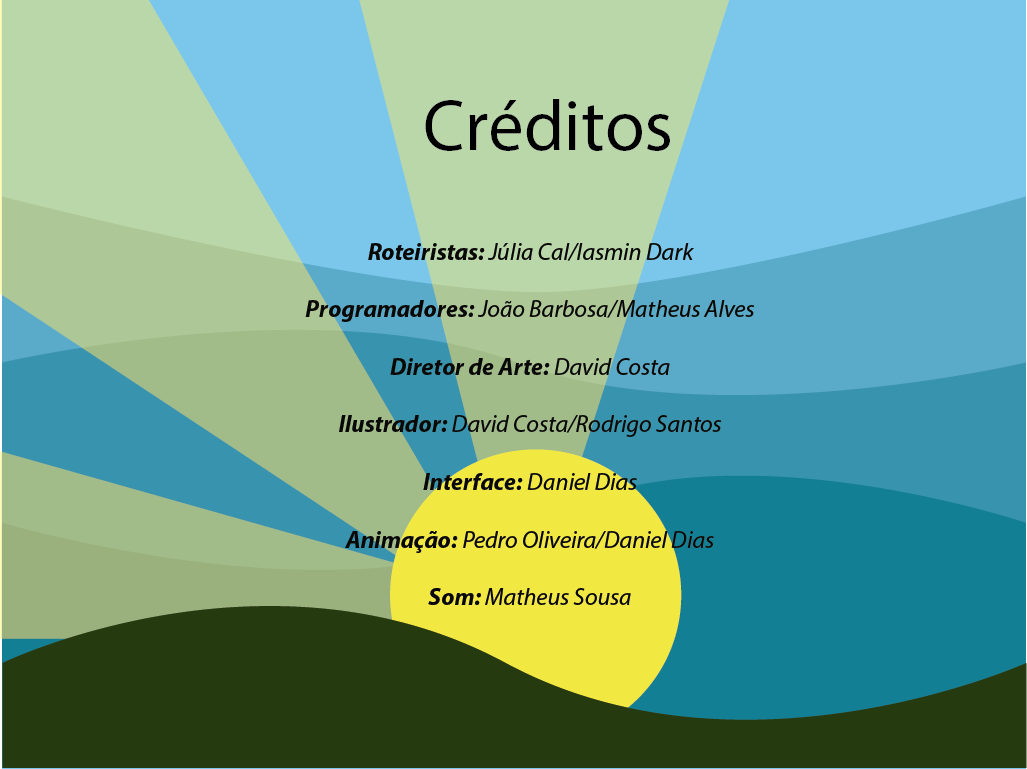 Créditos
Roteiristas: Júlia Cal/Iasmin Dark
Programadores: João Barbosa/Matheus Alves
Diretor de Arte: David Costa
Ilustrador: David Costa/Rodrigo Santos
Interface: Daniel Dias
Animação: Pedro Oliveira/Daniel Dias
Som: Matheus Sousa